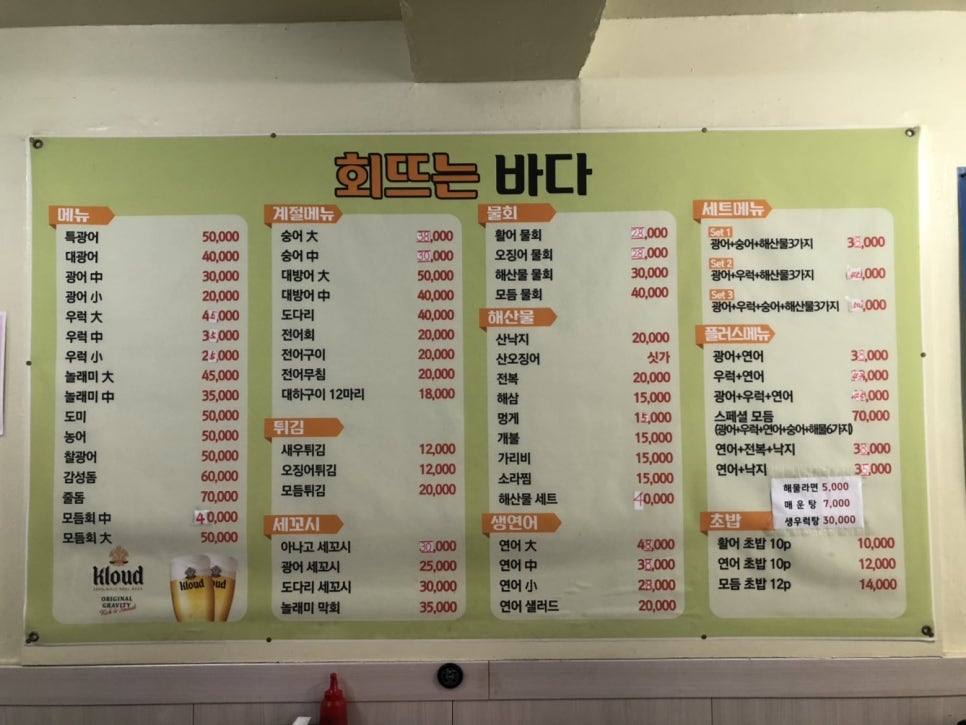 회뜨는 바다
메뉴
특광어 50,000
대광어 40,000
광어 中 30,000
광어 小 20,000
우럭 大 45,000
우럭 中 35,000
우럭 小 25,000
놀래미 大 45,000
놀래미 中 35,000
도미 50,000
농어 50,000
찰광어 50,000
감성돔 60,000
줄돔 70,000
모듬회 中 40,000
모듬회 大 50,000
Kloud
ORIGINAL
GRAVITY
계절메뉴
숭어 大
숭어 中 30,000
대방어 大 50,000
대방어 中 40,000
도다리 40,000
전어회 20,000
전어구이 20,000
전어무침 20,000
대하구이 12마리 18,000
튀김
새우튀김 12,000
오징어튀김 12,000
모듬튀김 20,000
세꼬시
아나고 세꼬시
광어 세꼬시 25,000
도다리 세꼬시 30,000
놀래미 막회 35,000
물회
활어 물회
오징어 물회
해산물 물회 30,000
모듬 물회 40,000
해산물
산낙지 20,000
산오징어 싯가
전복 20,000
해삼 15,000
멍게 15,000
개불 15,000
가리비 15,000
소라찜 15,000
해산물 세트 40,000
생연어
연어 大
연어 中
연어 小
연어 샐러드 20,000
세트메뉴
Set 1
광어+숭어+해산물3가지
Set 2
광어+우럭+해산물3가지
Set 3
광어+우럭+숭어+해산물3가지
플러스메뉴
광어+연어
우럭+연어
광어+우럭+연어
스페셜 모듬 70,000
(광어+우럭+연어+숭어+해물6가지)
연어+전복+낙지
연어+낙지
해물라면 5,000
매운탕 7,000
생우럭탕 30,000
초밥
활어 초밥 10p 10,000
연어 초밥 10p 12,000
모듬 초밥 12p 14,000